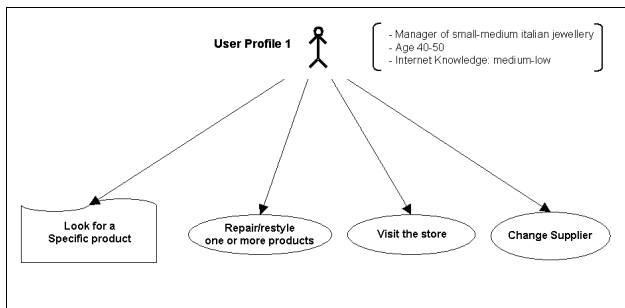 User Profile 1
- Manager of small-medium italian jewellery
- Age 40-50
- Internet Knowledge: medium-low
Look for a
Specific product
Repair/restyle
one or more products
Visit the store
Change Supplier